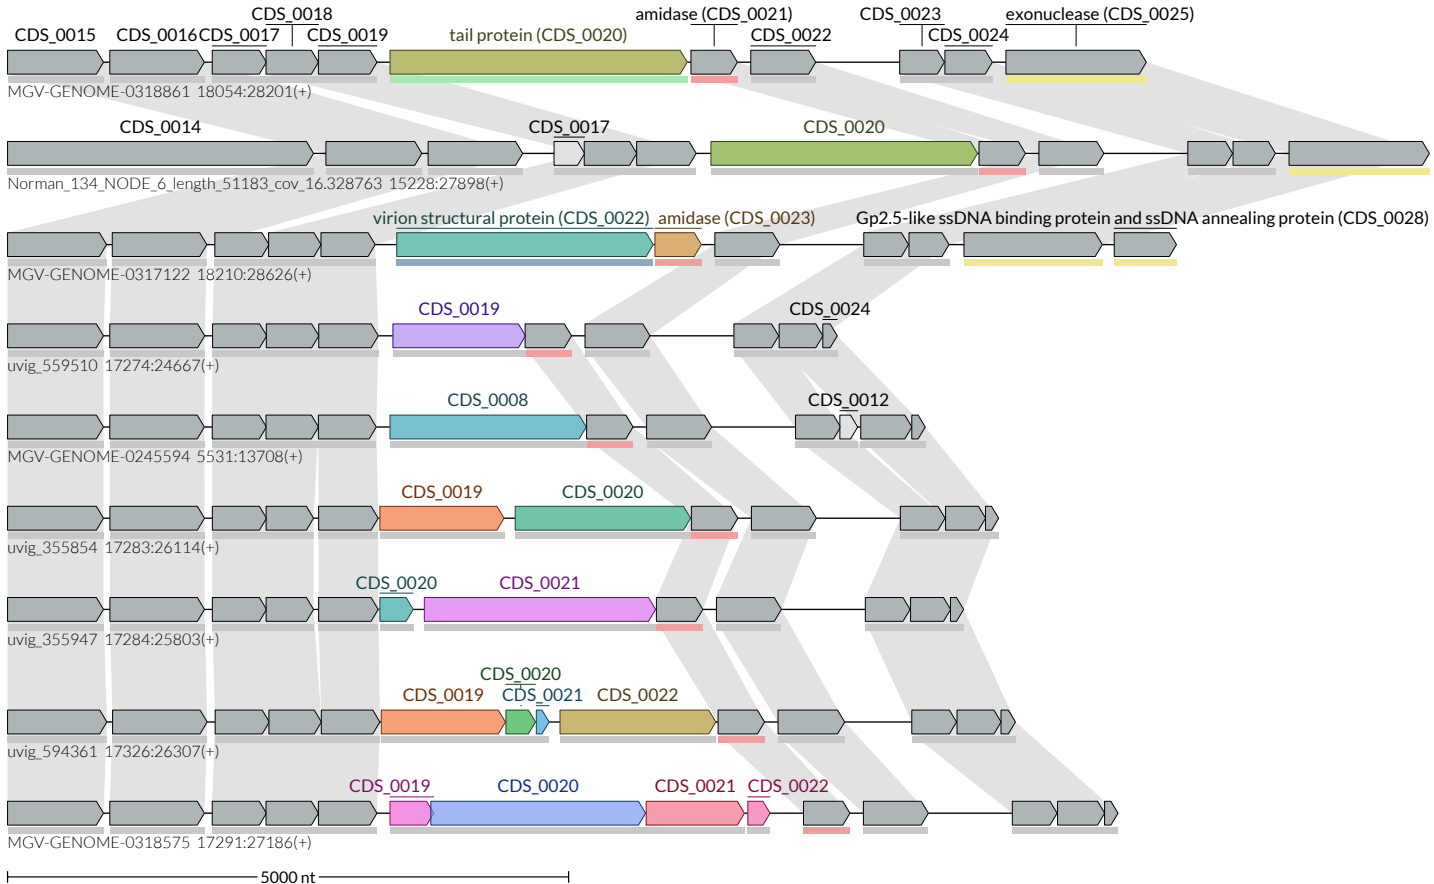 CDS_0018 amidase (CDS_0021) CDS_0023 exonuclease (CDS_0025)
CDS_0015 CDS_0016 CDS_0017 CDS_0019 tail protein (CDS_0020) CDS_0022 CDS_0024
MGV-GENOME-0318861 18054:28201(+)
CDS_0014 CDS_0017 CDS_0020
Norman_134_NODE_6_length_51183_cov_16.328763 15228:27898(+)
virion structural protein (CDS_0022) amidase (CDS_0023) Gp2.5-like ssDNA binding protein and ssDNA annealing protein (CDS_0028)
MGV-GENOME-0317122 18210:28626(+)
CDS_0019 CDS_0024
uvig_559510 17274:24667(+)
CDS_0008 CDS_0012
MGV-GENOME-0245594 5531:13708(+)
CDS_0019 CDS_0020
uvig_355854 17283:26114(+)
CDS_0020 CDS_0021
uvig_355947 17284:25803(+)
CDS_0020
CDS_0019 CDS_0021 CDS_0022
uvig_594361 17326:26307(+)
CDS_0019 CDS_0020 CDS_0021 CDS_0022
MGV-GENOME-0318575 17291:27186(+)
5000 nt